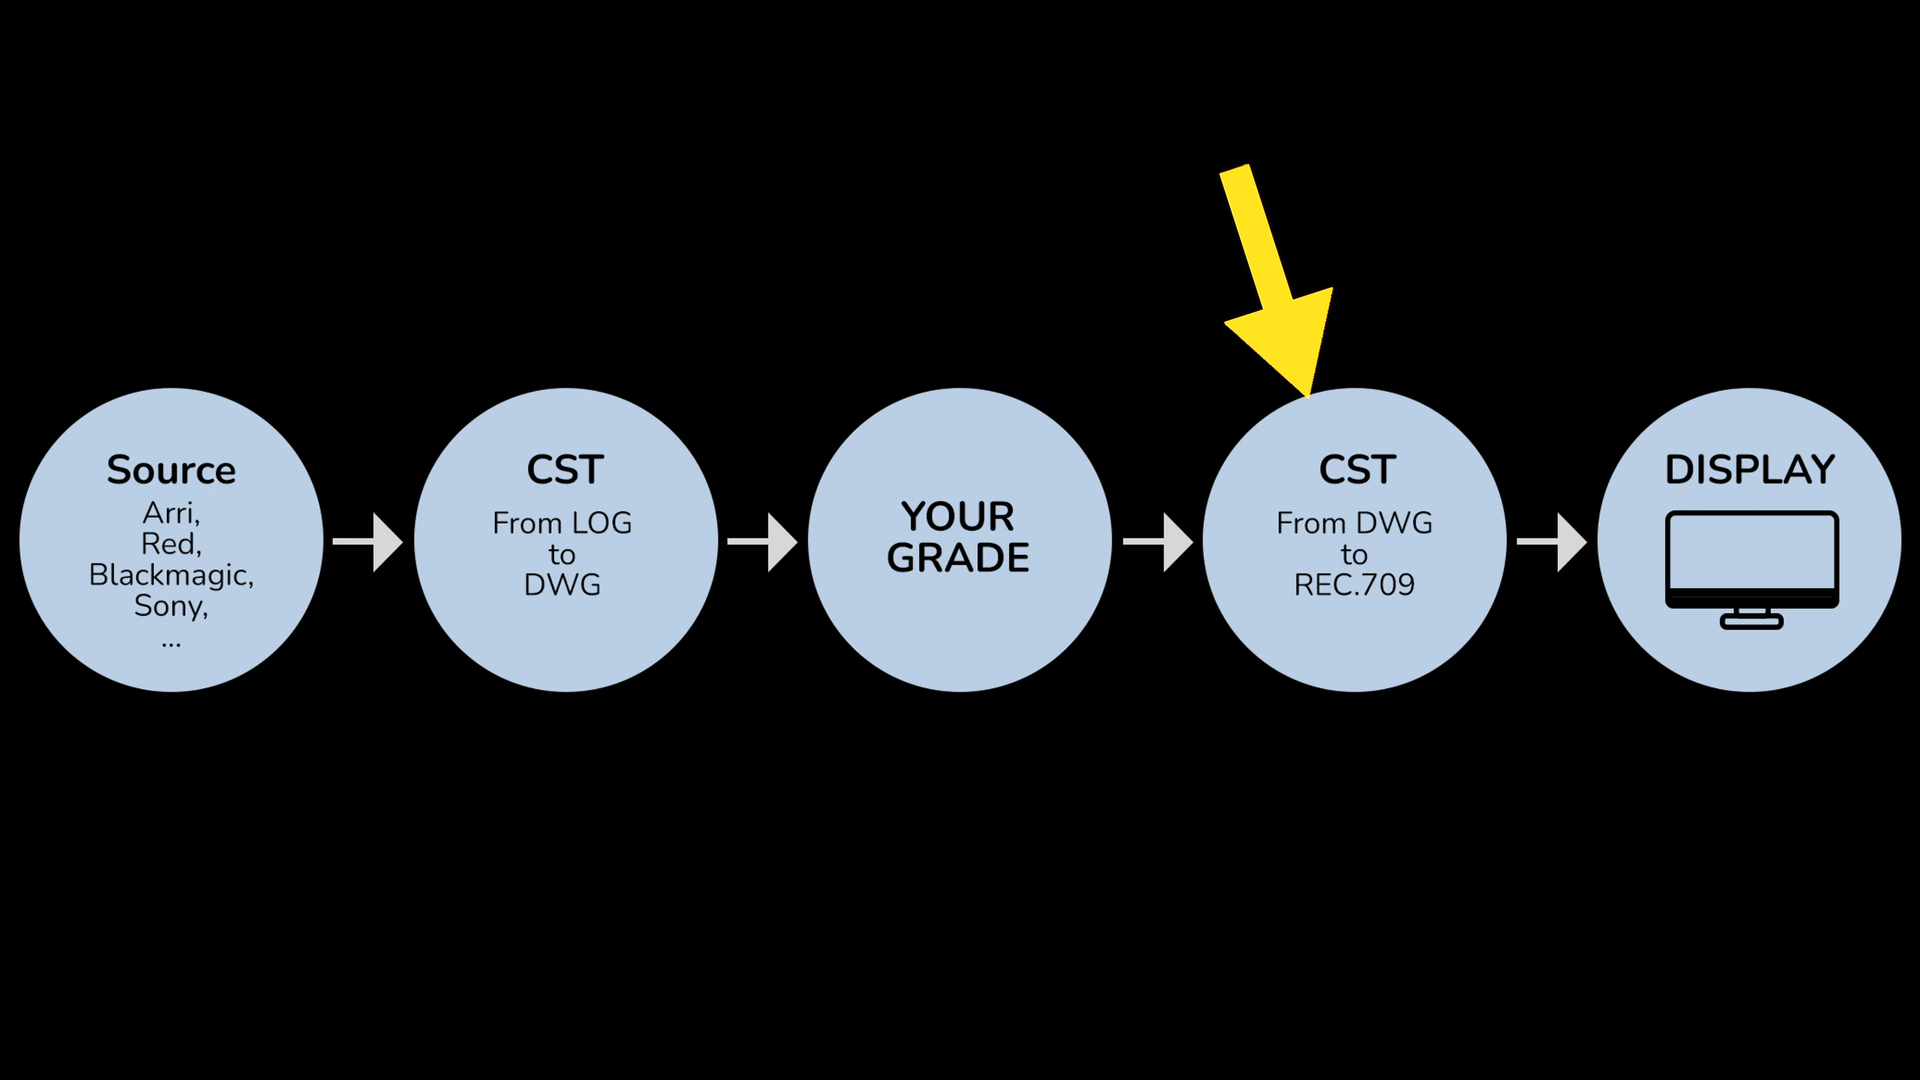 Source
Arri,
Red,
Blackmagic,
Sony,
...
CST
From LOG
to
DWG
YOUR
GRADE
CST
From DWG
to
REC.709
DISPLAY